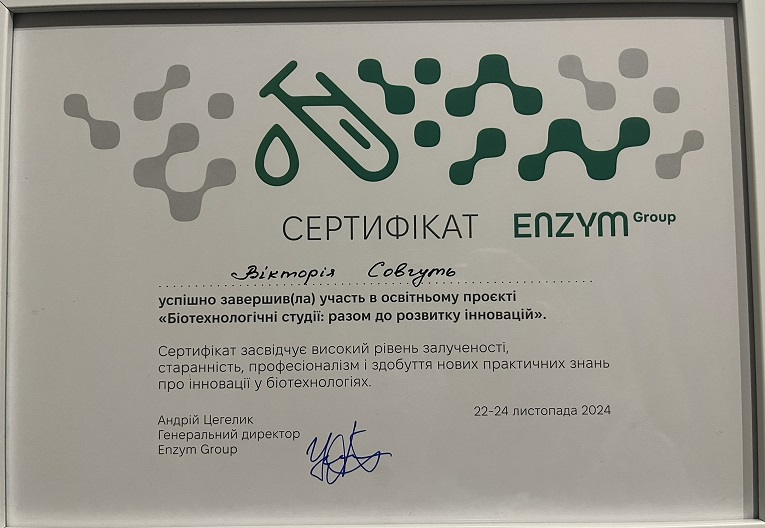 СЕРТИФІКАТ ENZYM Group
Вікторія Совгуть
успішно завершив(ла) участь в освітньому проєкті
«Біотехнологічні студії: разом до розвитку інновацій».
Сертифікат засвідчує високий рівень залученості,
старанність, професіоналізм і здобуття нових практичних знань
про інновації у біотехнологіях.
22-24 листопада 2024
Андрій Цегелик
Генеральний директор
Enzym Group